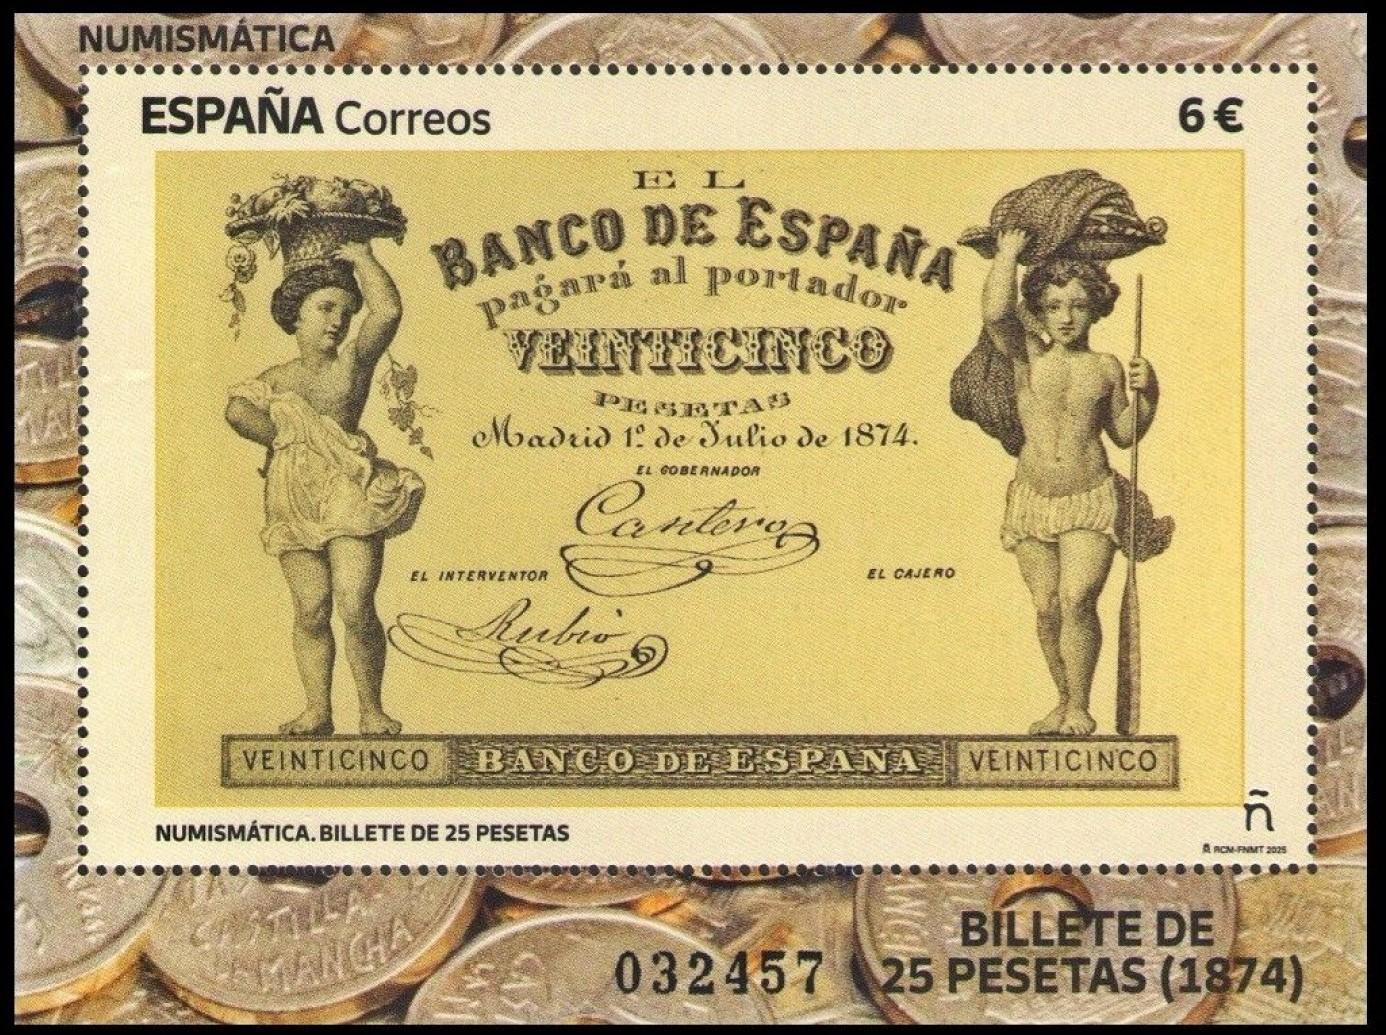 NUMISMÁTICA
ESPAÑA Correos
6 €
EL
BANCO DE ESPAÑA
pagará al portador
VEINTICINCO
PESETAS
Madrid 1º de Julio de 1874.
EL GOBERNADOR
Cantero
EL INTERVENTOR
EL CAJERO
Rubio
VEINTICINCO
BANCO DE ESPAÑA
VEINTICINCO
ñ
NUMISMÁTICA. BILLETE DE 25 PESETAS
RCM-FNMT 2025
CASTILLA
MANCHA
BILLETE DE
032457
25 PESETAS (1874)